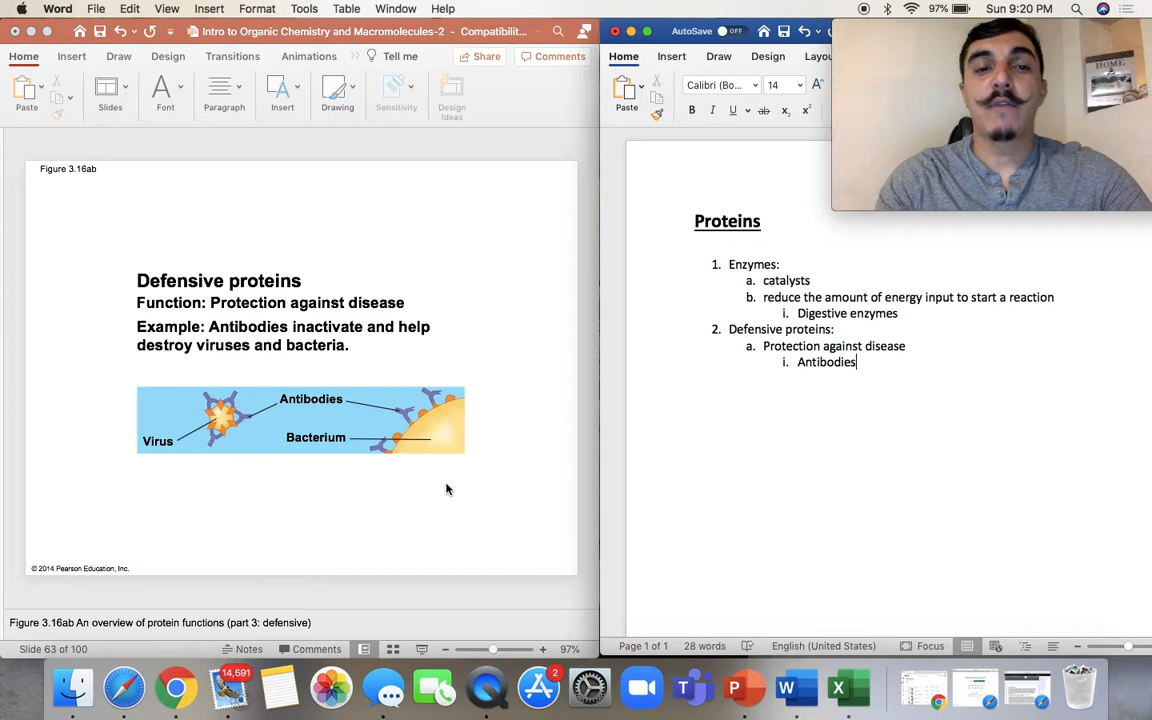 Word File Edit View Insert Format Tools Table Window Help 97% Sun 9:20 PM
Intro to Organic Chemistry and Macromolecules-2 - Compatibilit...
AutoSave OFF
Home Insert Draw Design Transitions Animations Tell me Share Comments
Home Insert Draw Design Layou
Paste Slides Font Paragraph Insert Drawing Sensitivity Design Ideas
Paste Calibri (Bo... 14 A
B I U ab x2 x2
HOME
Figure 3.16ab
Defensive proteins
Function: Protection against disease
Example: Antibodies inactivate and help
destroy viruses and bacteria.
Antibodies
Virus
Bacterium
© 2014 Pearson Education, Inc.
Figure 3.16ab An overview of protein functions (part 3: defensive)
Slide 63 of 100 Notes Comments 97%
Proteins
1. Enzymes:
a. catalysts
b. reduce the amount of energy input to start a reaction
i. Digestive enzymes
2. Defensive proteins:
a. Protection against disease
i. Antibodies
Page 1 of 1 28 words English (United States) Focus
14,591
2